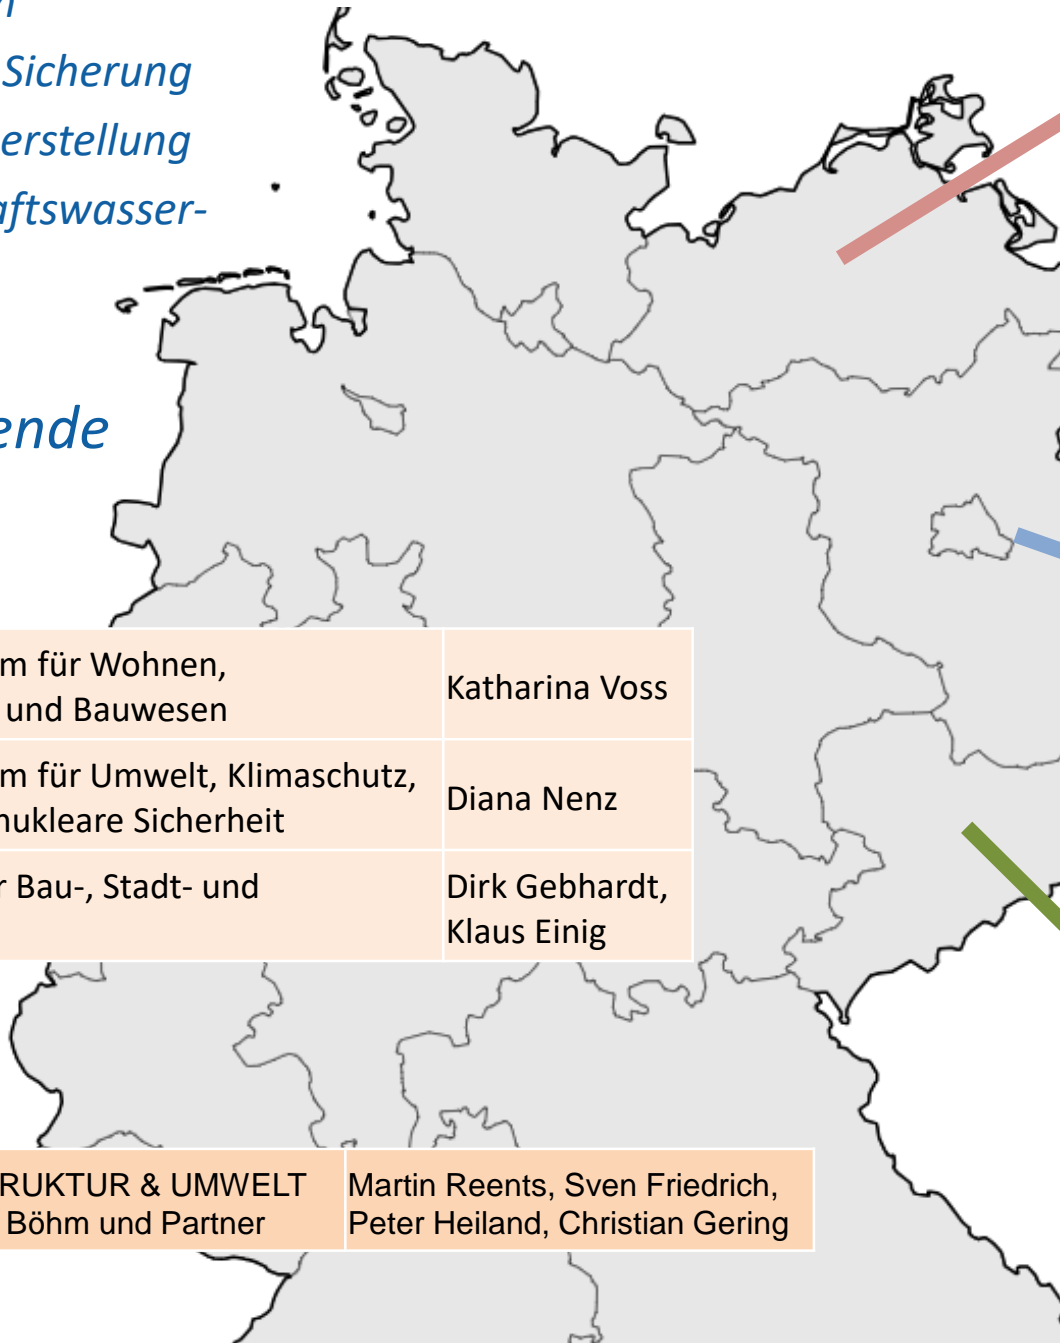 Sicherung
erstellung
aftswasser-
ende
m für Wohnen,
und Bauwesen
Katharina Voss
m für Umwelt, Klimaschutz,
nukleare Sicherheit
Diana Nenz
r Bau-, Stadt- und
Dirk Gebhardt,
Klaus Einig
RUKTUR & UMWELT
Böhm und Partner
Martin Reents, Sven Friedrich,
Peter Heiland, Christian Gering